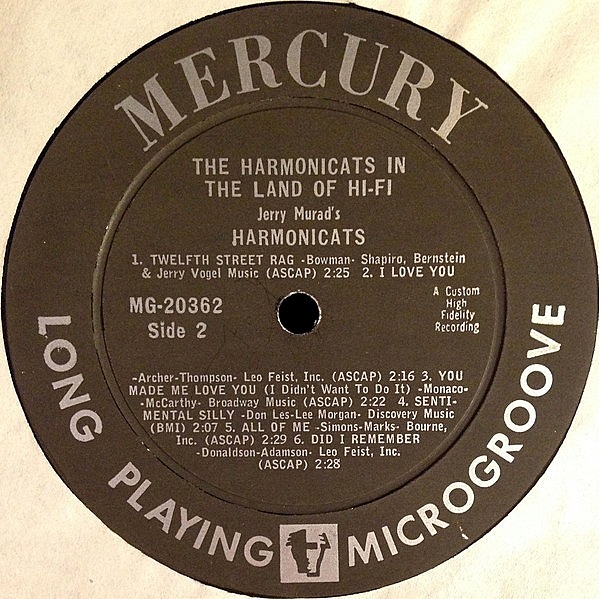 MERCURY
THE HARMONICATS IN
THE LAND OF HI-FI
Jerry Murad's
HARMONICATS
1. TWELFTH STREET RAG -Bowman- Shapiro, Bernstein
& Jerry Vogel Music (ASCAP) 2:25 2. I LOVE YOU
MG-20362
Side 2
A Custom
High
Fidelity
Recording
-Archer-Thompson- Leo Feist, Inc. (ASCAP) 2:16 3. YOU
MADE ME LOVE YOU (I Didn't Want To Do It) -Monaco-
-McCarthy- Broadway Music (ASCAP) 2:22 4. SENTI-
MENTAL SILLY -Don Les-Lee Morgan- Discovery Music
(BMI) 2:07 5. ALL OF ME -Simons-Marks- Bourne,
Inc. (ASCAP) 2:29 6. DID I REMEMBER
-Donaldson-Adamson- Leo Feist, Inc.
(ASCAP) 2:28
LONG PLAYING MICROGROOVE